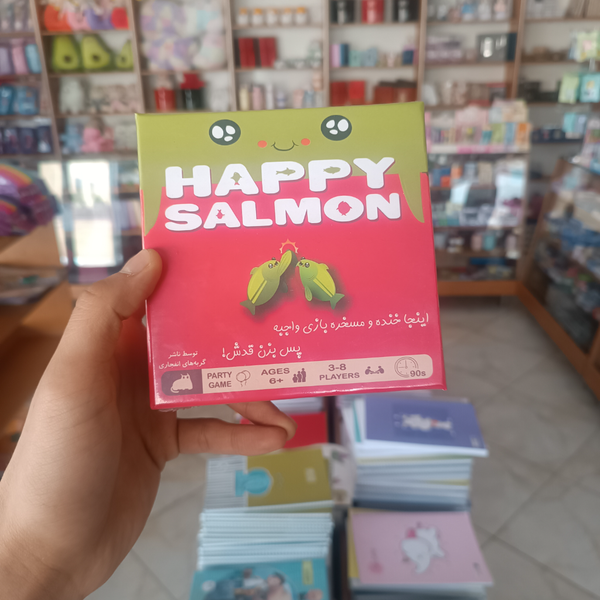 HAPPY
SALMON
اینجا خنده و مسخره بازی واجبه
پس بزن قدش!
توسط ناشر
گربه‌های انفجاری
PARTY
GAME
AGES
6+
3-8
PLAYERS
90s